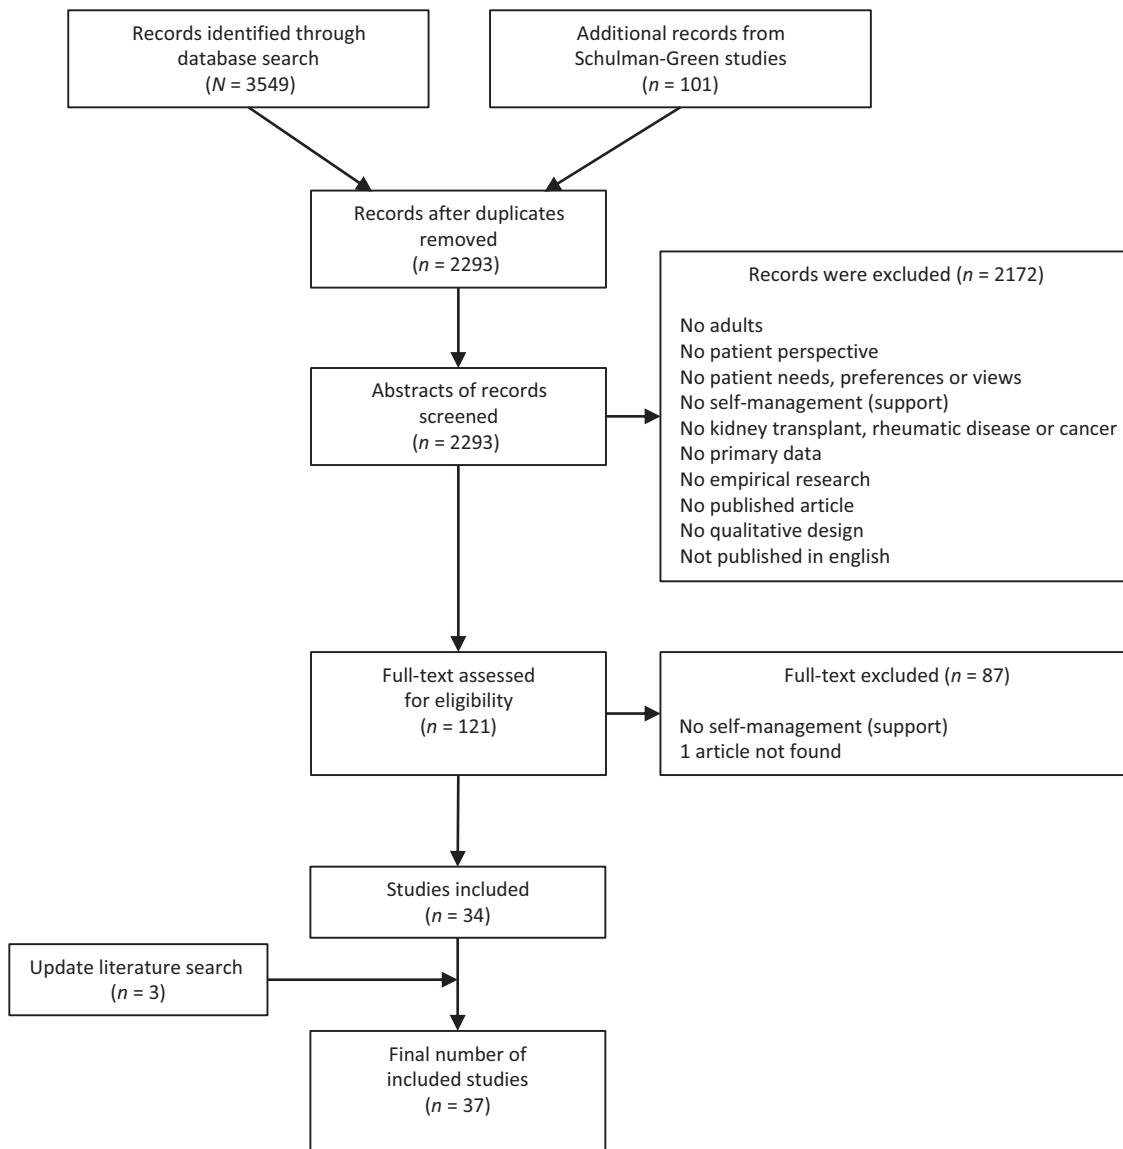 Records identified through
database search
(N = 3549)
Additional records from
Schulman-Green studies
(n = 101)
Records after duplicates
removed
(n = 2293)
Records were excluded (n = 2172)
No adults
No patient perspective
No patient needs, preferences or views
No self-management (support)
No kidney transplant, rheumatic disease or cancer
No primary data
No empirical research
No published article
No qualitative design
Not published in english
Abstracts of records
screened
(n = 2293)
Full-text assessed
for eligibility
(n = 121)
Full-text excluded (n = 87)
No self-management (support)
1 article not found
Studies included
(n = 34)
Update literature search
(n = 3)
Final number of
included studies
(n = 37)